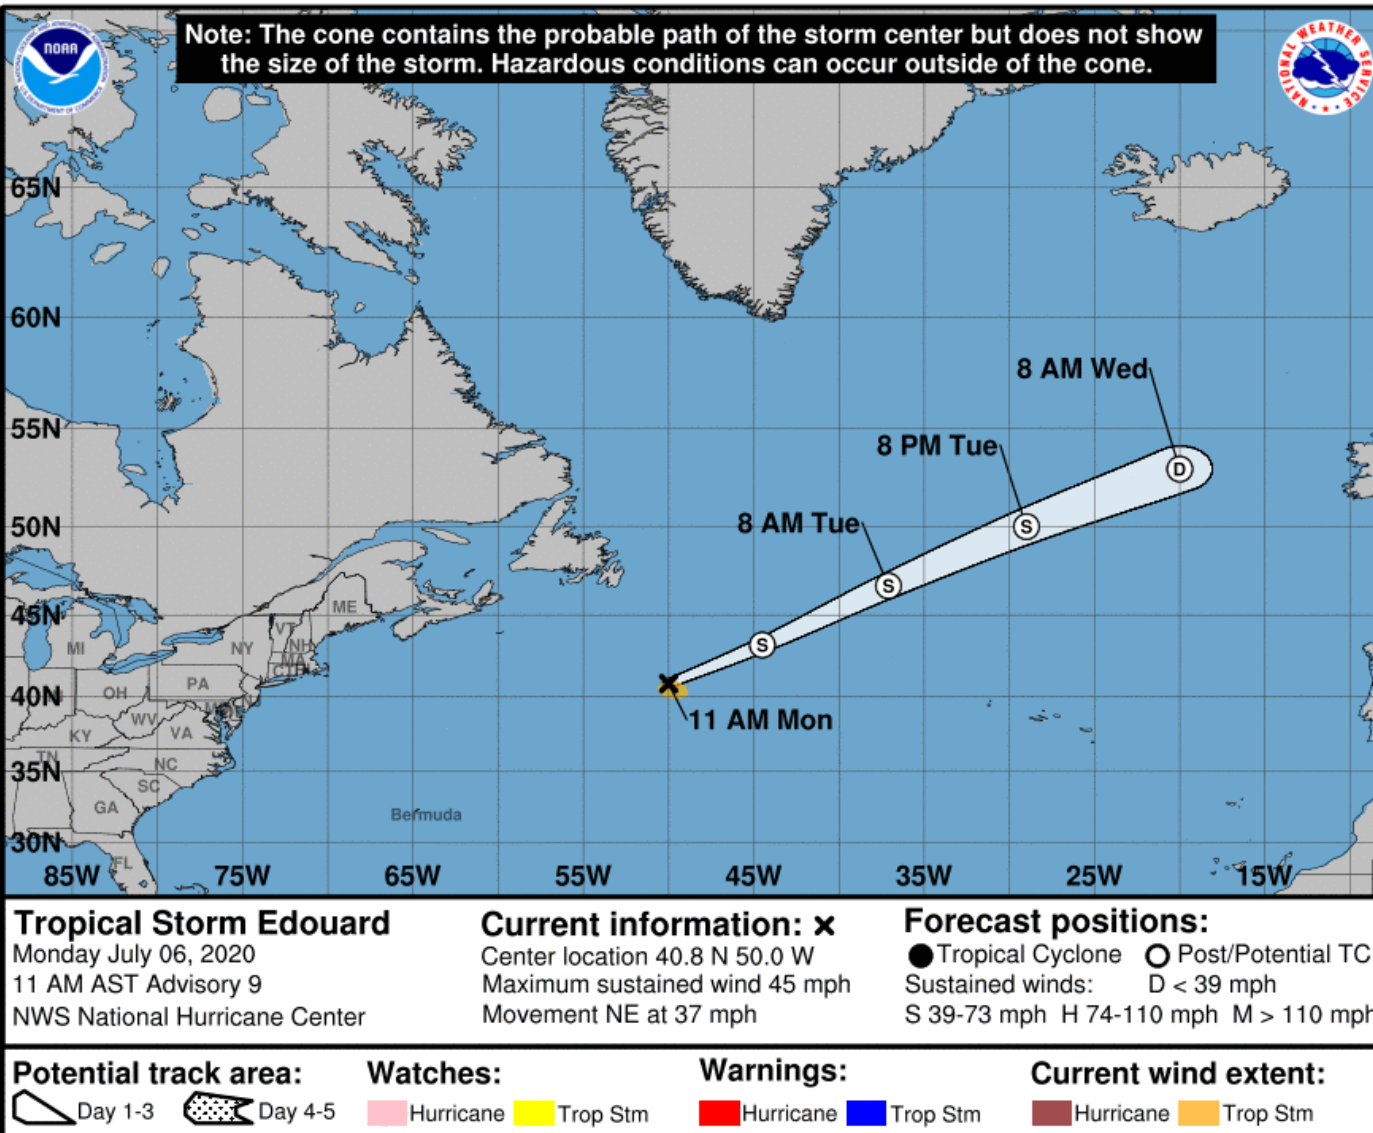 Note: The cone contains the probable path of the storm center but does not show
the size of the storm. Hazardous conditions can occur outside of the cone.
NOAA
NATIONAL WEATHER SERVICE
65N
60N
8 AM Wed
55N
8 PM Tue
D
50N
8 AM Tue
S
S
45N
ME
VT
NH
MI
NY
MA
S
CT
PA
OH
40N
WV
11 AM Mon
VA
KY
TN
NC
35N
SC
GA
Bermuda
30N
FL
85W 75W 65W 55W 45W 35W 25W 15W
Tropical Storm Edouard
Monday July 06, 2020
11 AM AST Advisory 9
NWS National Hurricane Center
Current information: ×
Center location 40.8 N 50.0 W
Maximum sustained wind 45 mph
Movement NE at 37 mph
Forecast positions:
Tropical Cyclone Post/Potential TC
Sustained winds: D < 39 mph
S 39-73 mph H 74-110 mph M > 110 mph
Potential track area:
Day 1-3 Day 4-5
Watches:
Hurricane Trop Stm
Warnings:
Hurricane Trop Stm
Current wind extent:
Hurricane Trop Stm